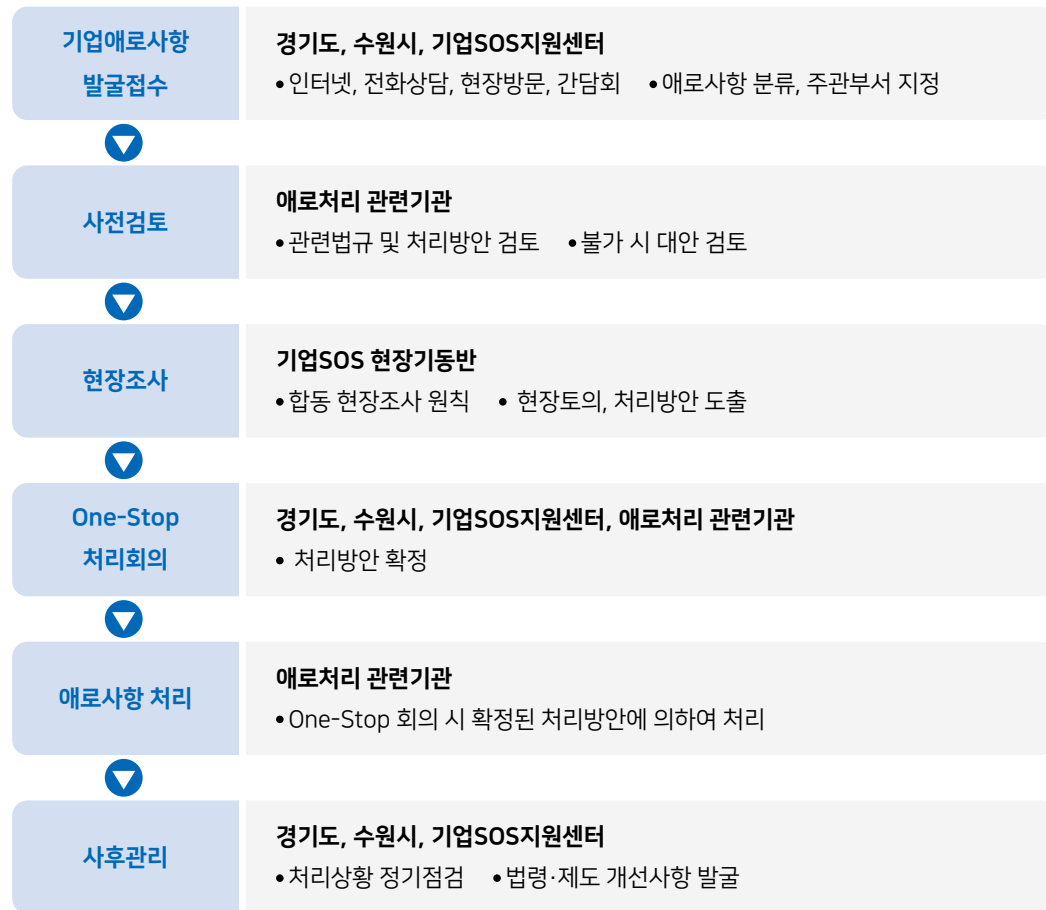 기업애로사항
발굴접수
경기도, 수원시, 기업SOS지원센터
• 인터넷, 전화상담, 현장방문, 간담회 • 애로사항 분류, 주관부서 지정
사전검토
애로처리 관련기관
• 관련법규 및 처리방안 검토 • 불가 시 대안 검토
현장조사
기업SOS 현장기동반
• 합동 현장조사 원칙 • 현장토의, 처리방안 도출
One-Stop
처리회의
경기도, 수원시, 기업SOS지원센터, 애로처리 관련기관
• 처리방안 확정
애로사항 처리
애로처리 관련기관
• One-Stop 회의 시 확정된 처리방안에 의하여 처리
사후관리
경기도, 수원시, 기업SOS지원센터
• 처리상황 정기점검 • 법령·제도 개선사항 발굴